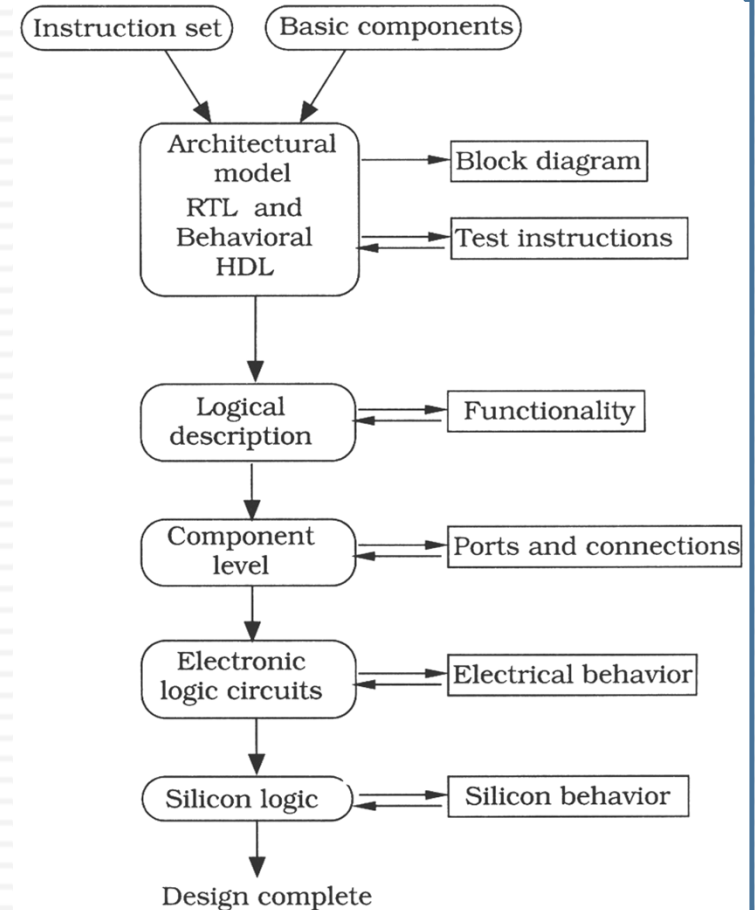 Instruction set
Basic components
Architectural
model
RTL and
Behavioral
HDL
Block diagram
Test instructions
Logical
description
Functionality
Component
level
Ports and connections
Electronic
logic circuits
Electrical behavior
Silicon logic
Silicon behavior
Design complete